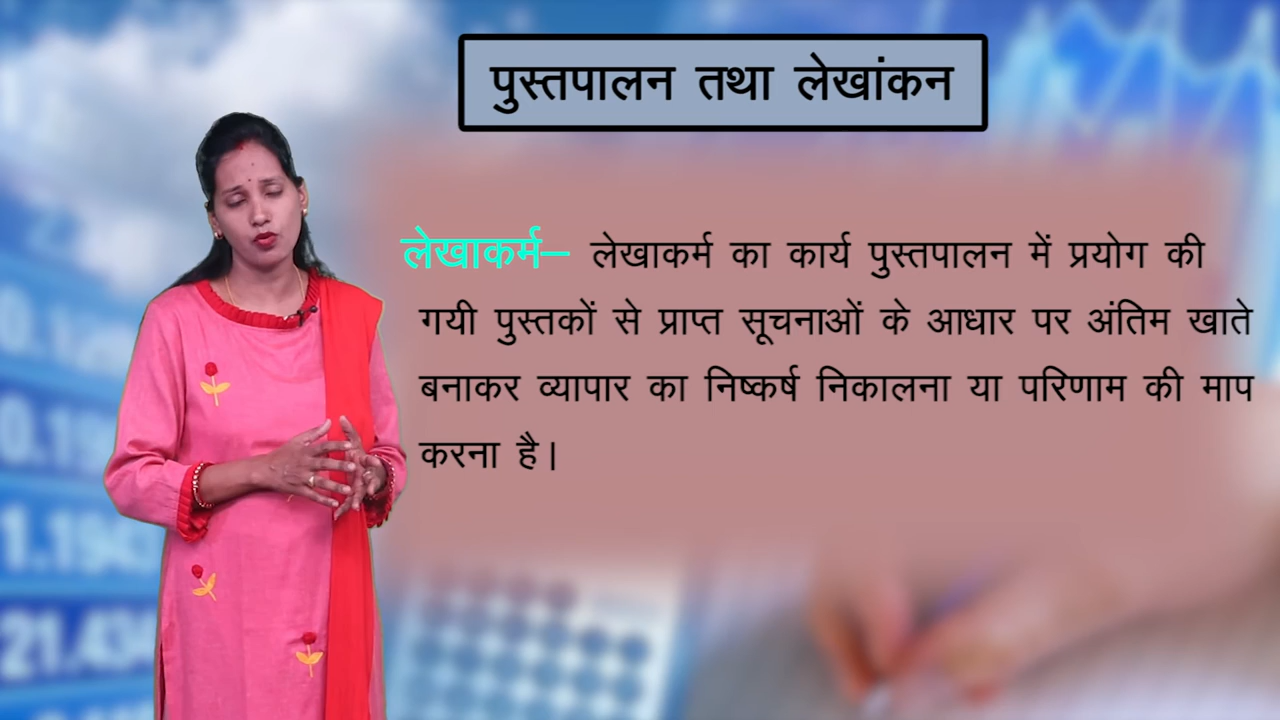 पुस्तपालन तथा लेखांकन
लेखाकर्म– लेखाकर्म का कार्य पुस्तपालन में प्रयोग की
गयी पुस्तकों से प्राप्त सूचनाओं के आधार पर अंतिम खाते
बनाकर व्यापार का निष्कर्ष निकालना या परिणाम की माप
करना है।